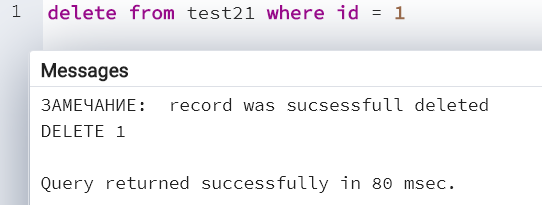 1 delete from test21 where id = 1
Messages
ЗАМЕЧАНИЕ:  record was sucsessfull deleted
DELETE 1
Query returned successfully in 80 msec.